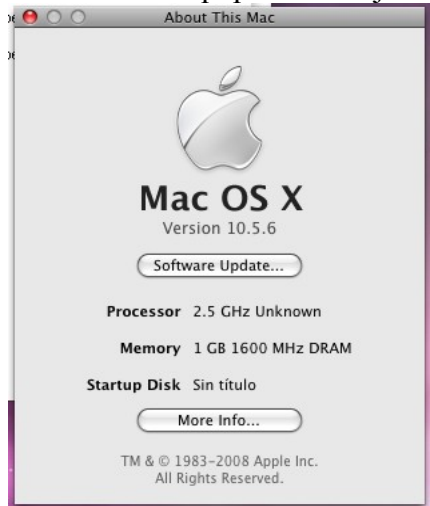 About This Mac
Mac OS X
Version 10.5.6
Software Update...
Processor 2.5 GHz Unknown
Memory 1 GB 1600 MHz DRAM
Startup Disk Sin título
More Info...
TM & © 1983-2008 Apple Inc.
All Rights Reserved.